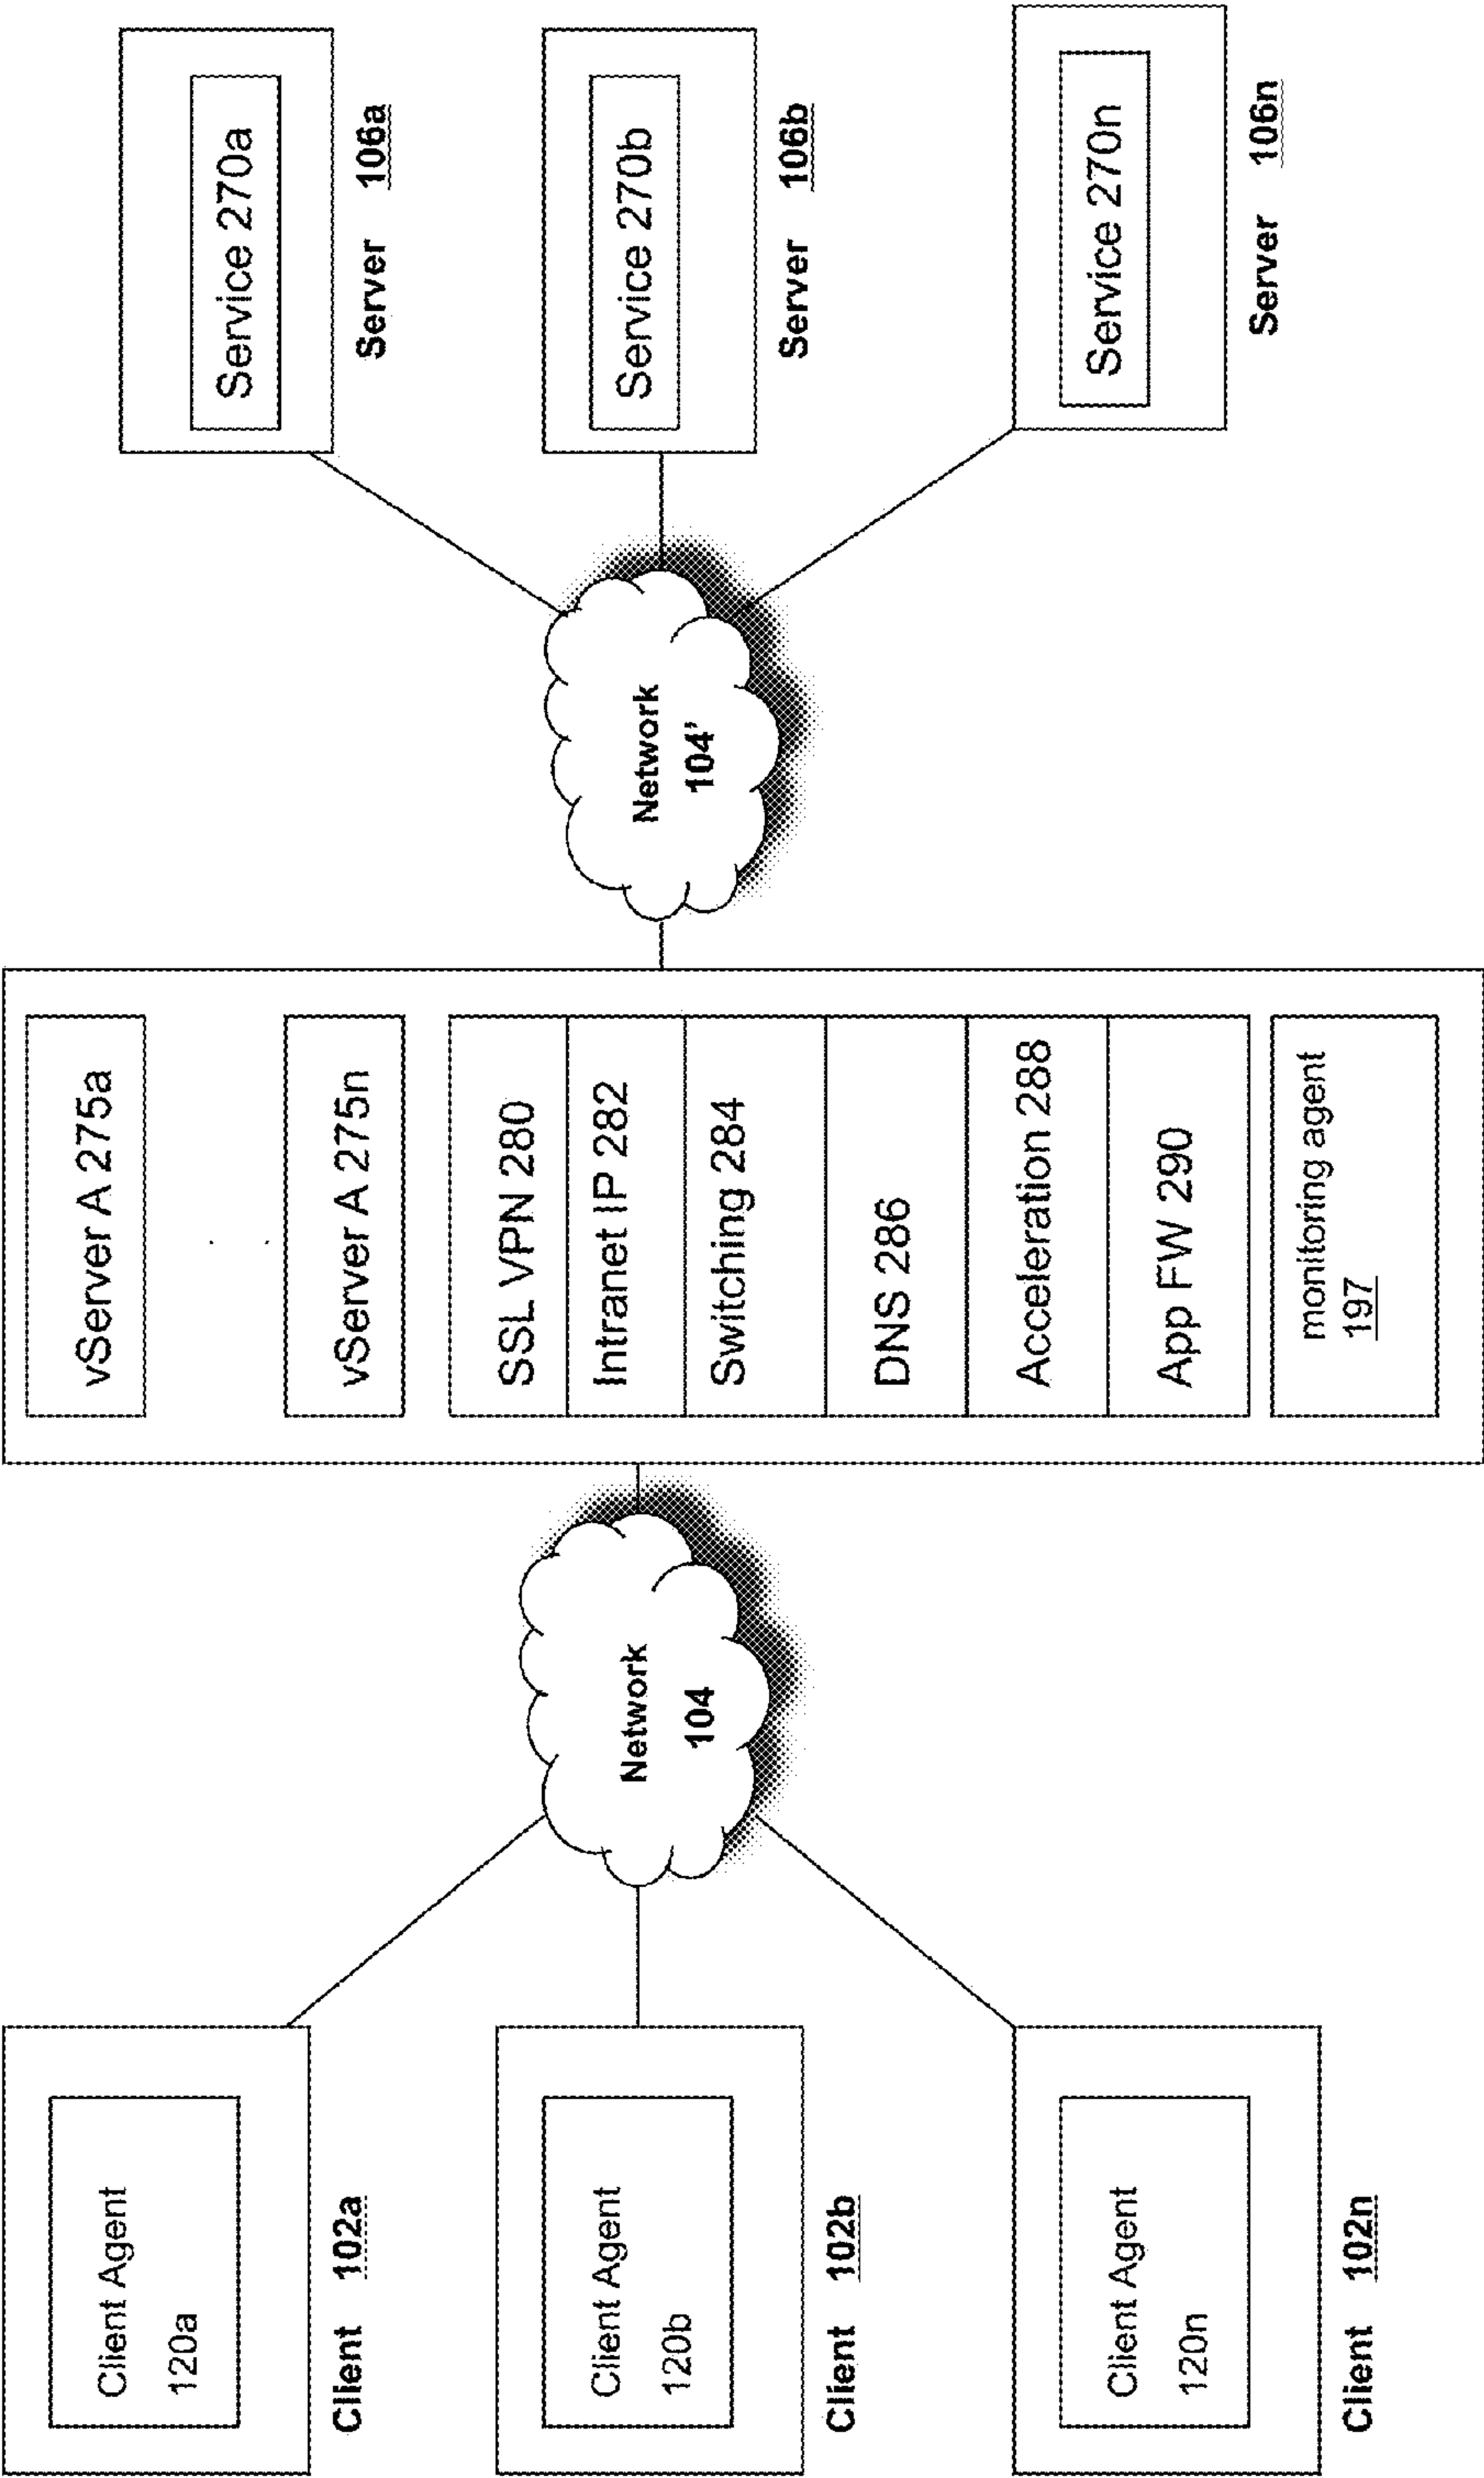 Client Agent
120a
Client 102a
Client Agent
120b
Client 102b
Client Agent
120n
Client 102n
Network
104
vServer A 275a
vServer A 275n
SSL VPN 280
Intranet IP 282
Switching 284
DNS 286
Acceleration 288
App FW 290
monitoring agent
197
Network
104'
Service 270a
Server 106a
Service 270b
Server 106b
Service 270n
Server 106n